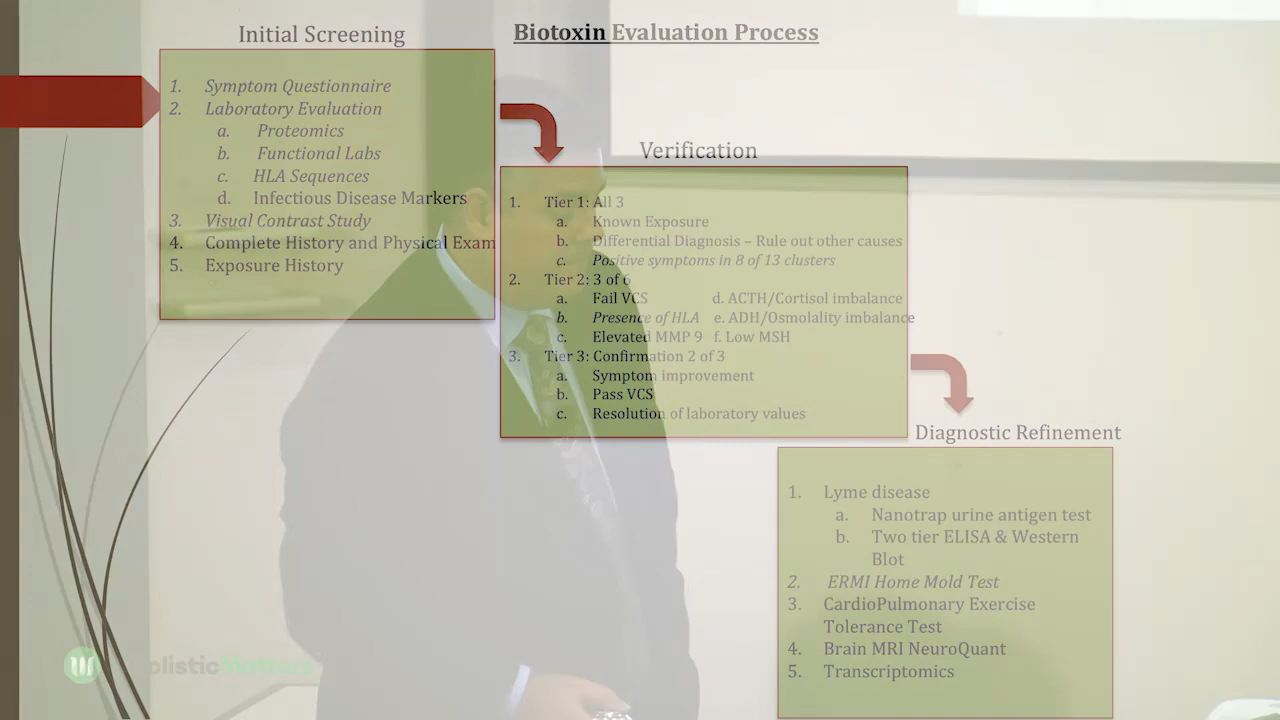 Initial Screening
Biotoxin Evaluation Process
1. Symptom Questionnaire
2. Laboratory Evaluation
a. Proteomics
b. Functional Labs
c. HLA Sequences
d. Infectious Disease Markers
3. Visual Contrast Study
4. Complete History and Physical Exam
5. Exposure History
Verification
1. Tier 1: All 3
a. Known Exposure
b. Differential Diagnosis – Rule out other causes
c. Positive symptoms in 8 of 13 clusters
2. Tier 2: 3 of 6
a. Fail VCS d. ACTH/Cortisol imbalance
b. Presence of HLA e. ADH/Osmolality imbalance
c. Elevated MMP 9 f. Low MSH
3. Tier 3: Confirmation 2 of 3
a. Symptom improvement
b. Pass VCS
c. Resolution of laboratory values
Diagnostic Refinement
1. Lyme disease
a. Nanotrap urine antigen test
b. Two tier ELISA & Western
Blot
2. ERMI Home Mold Test
3. CardioPulmonary Exercise
Tolerance Test
4. Brain MRI NeuroQuant
5. Transcriptomics